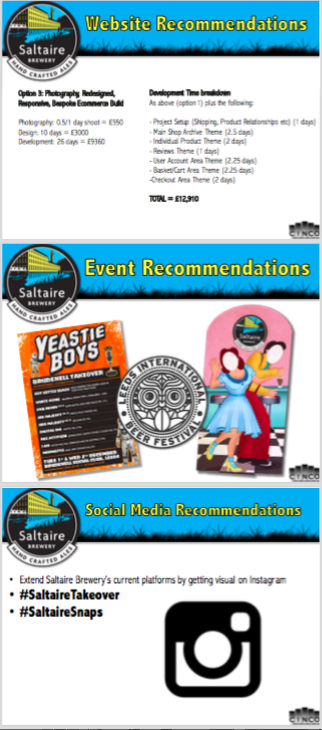 Website Recommendations
Saltaire
BREWERY
HAND CRAFTED ALES
Option 3: Photography, Redesigned,
Responsive, Bespoke Ecommerce Build
Photography: 0.5/1 day shoot = £550
Design: 10 days = £3000
Development: 26 days = £9360
Development Time breakdown
As above (option 1) plus the following:
- Project Setup (Shipping, Product Relationships etc) (1 days)
- Main Shop Archive Theme (2.5 days)
- Individual Product Theme (2 days)
- Reviews Theme (1 days)
- User Account Area Theme (2.25 days)
- Basket/Cart Area Theme (2.25 days)
-Checkout Area Theme (2 days)
TOTAL = £12,910
CINCO
Event Recommendations
Saltaire
BREWERY
HAND CRAFTED ALES
YEASTIE
BOYS
BRUDENELL TAKEOVER
LEEDS INTERNATIONAL
BEER FESTIVAL
Saltaire
CINCO
Social Media Recommendations
Saltaire
BREWERY
HAND CRAFTED ALES
• Extend Saltaire Brewery's current platforms by getting visual on Instagram
• #SaltaireTakeover
• #SaltaireSnaps
CINCO